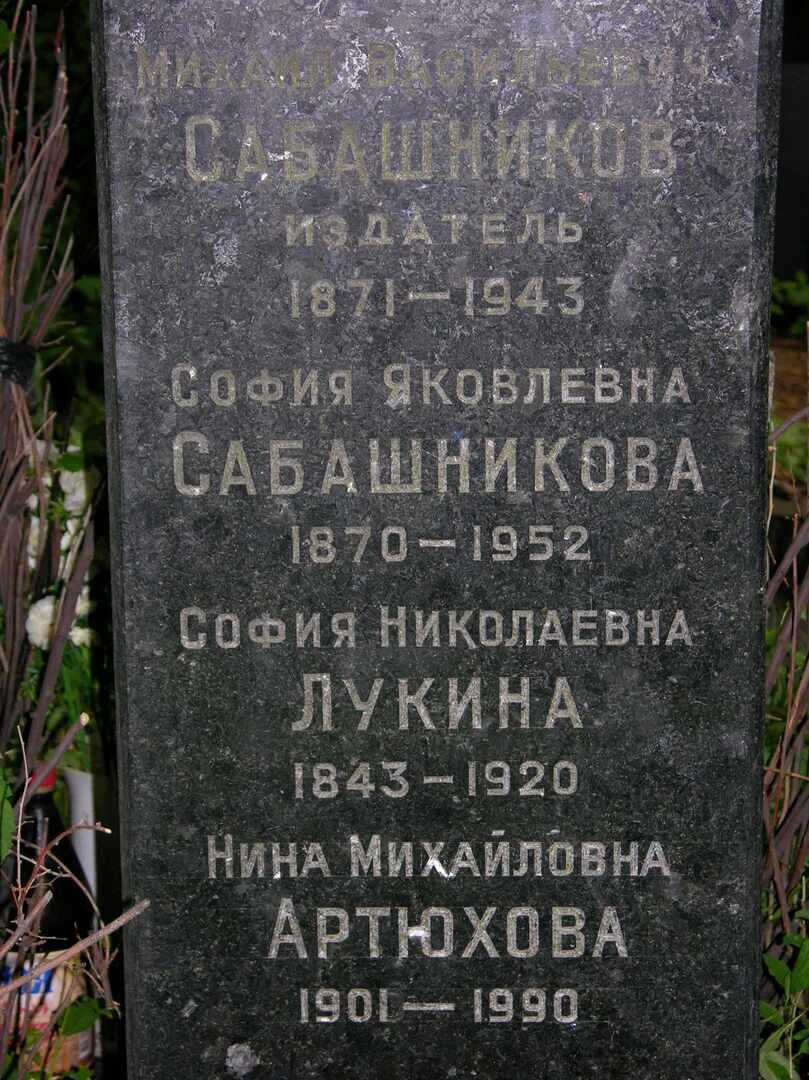 Михаил Васильевич
Сабашников
издатель
1871—1943
София Яковлевна
Сабашникова
1870—1952
София Николаевна
Лукина
1843—1920
Нина Михайловна
Артюхова
1901—1990